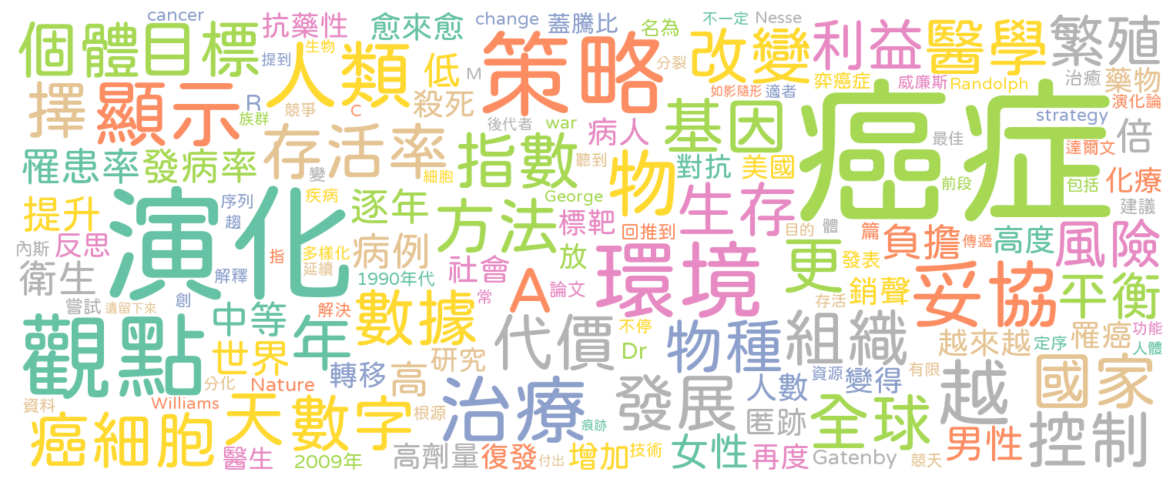 cancer 抗藥性 愈來愈 change 蓋騰比 名為 不一定 Nesse
個體目標 生物 提到 人類 低 M 策略 分裂 改變 利益 醫學 繁殖
弈癌症 威廉斯 Randolph 治癒 藥物
擇 顯示 R 族群 競爭 C 殺死 如影隨形 適者 演化論
存活率 後代者 war 病人 基因 癌症 strategy 最佳 達爾文 倍
罹患率 發病率 變 細胞 指數 聽到 物 對抗 美國 前段 包括 化療
提升 演化 序列 疾病 逐年 方法 George 標靶 生存 目的 體 篇 負擔 傳遞 高度 風險 建議
內斯 反思 趨 指 多樣化 延續 病例 回推到 更 發表
衛生 解釋 1990年代 社會 放 環境 存活 銷聲 妥協 平衡
嘗試 遺留下來 創 解決 數據 常 論文 A
觀點 中等 年 代價 不停 物種 組織 越來越 定序 罹癌 功能
世界 研究 Dr 人體
分化 Nature 轉移 高 人數 資源 變得 有限 越 國家
資料 Williams 天 數字 根源 治療 發展 痕跡 匿跡 全球 控制
癌細胞 醫生 2009年 高劑量 復發 付出 增加 技術 女性 再度 Gatenby 競天 男性